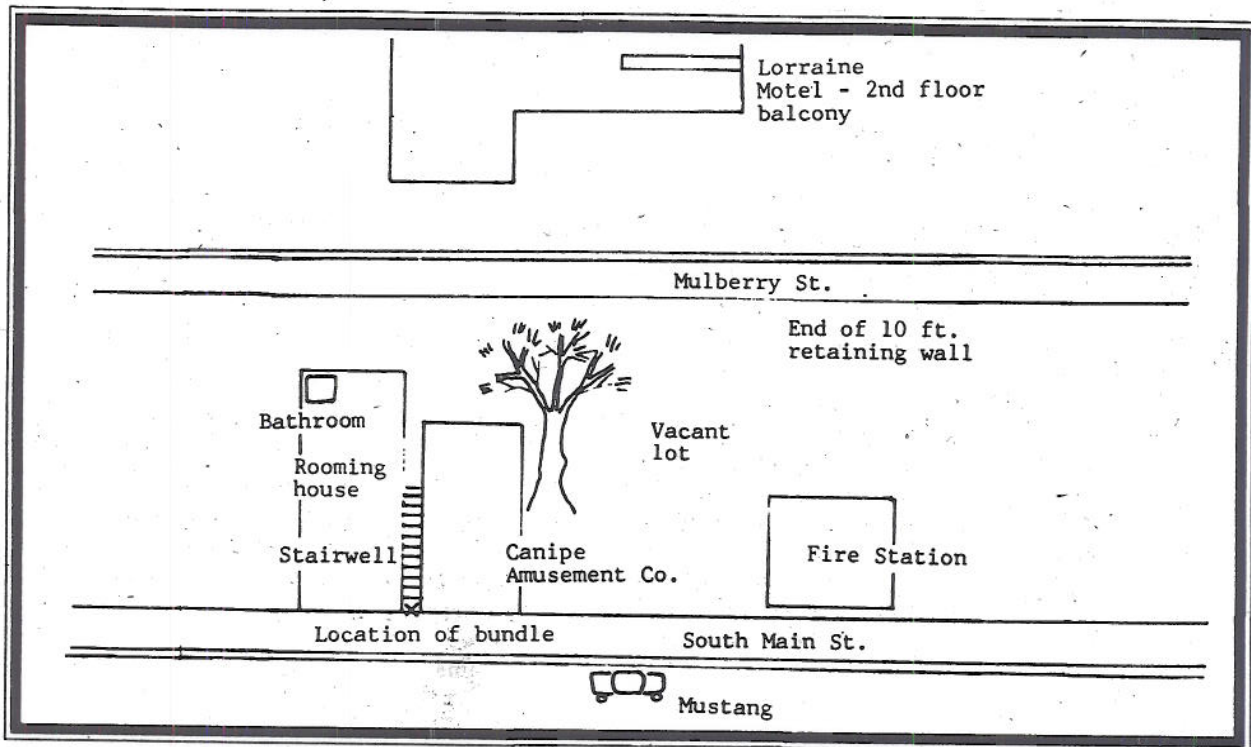 Lorraine
Motel - 2nd floor
balcony
Mulberry St.
End of 10 ft.
retaining wall
Bathroom
Vacant
lot
Rooming
house
Stairwell
Canipe
Amusement Co.
Fire Station
Location of bundle
South Main St.
Mustang